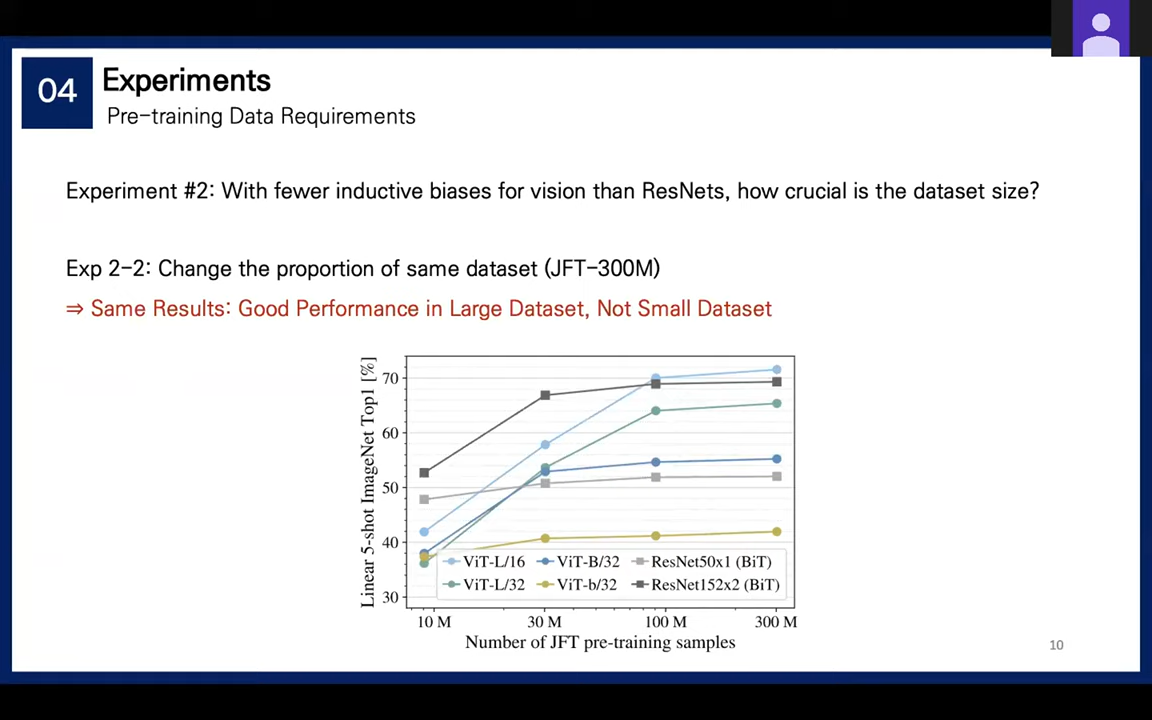 04
Experiments
Pre-training Data Requirements
Experiment #2: With fewer inductive biases for vision than ResNets, how crucial is the dataset size?
Exp 2-2: Change the proportion of same dataset (JFT-300M)
⇒ Same Results: Good Performance in Large Dataset, Not Small Dataset
Linear 5-shot ImageNet Top1 [%]
70
60
50
40
30
ViT-L/16 ViT-B/32 ResNet50x1 (BiT)
ViT-L/32 ViT-b/32 ResNet152x2 (BiT)
10 M 30 M 100 M 300 M
Number of JFT pre-training samples
10